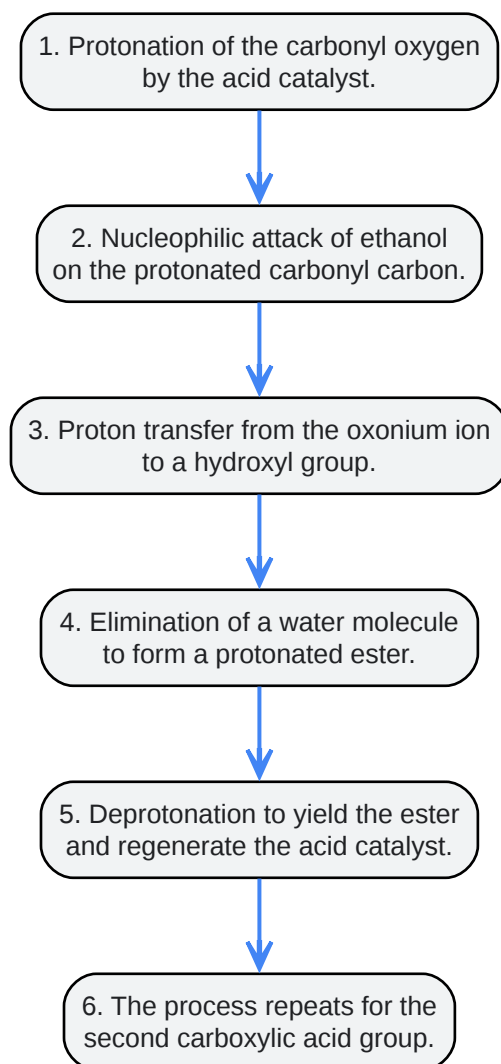 1. Protonation of the carbonyl oxygen
by the acid catalyst.
2. Nucleophilic attack of ethanol
on the protonated carbonyl carbon.
3. Proton transfer from the oxonium ion
to a hydroxyl group.
4. Elimination of a water molecule
to form a protonated ester.
5. Deprotonation to yield the ester
and regenerate the acid catalyst.
6. The process repeats for the
second carboxylic acid group.